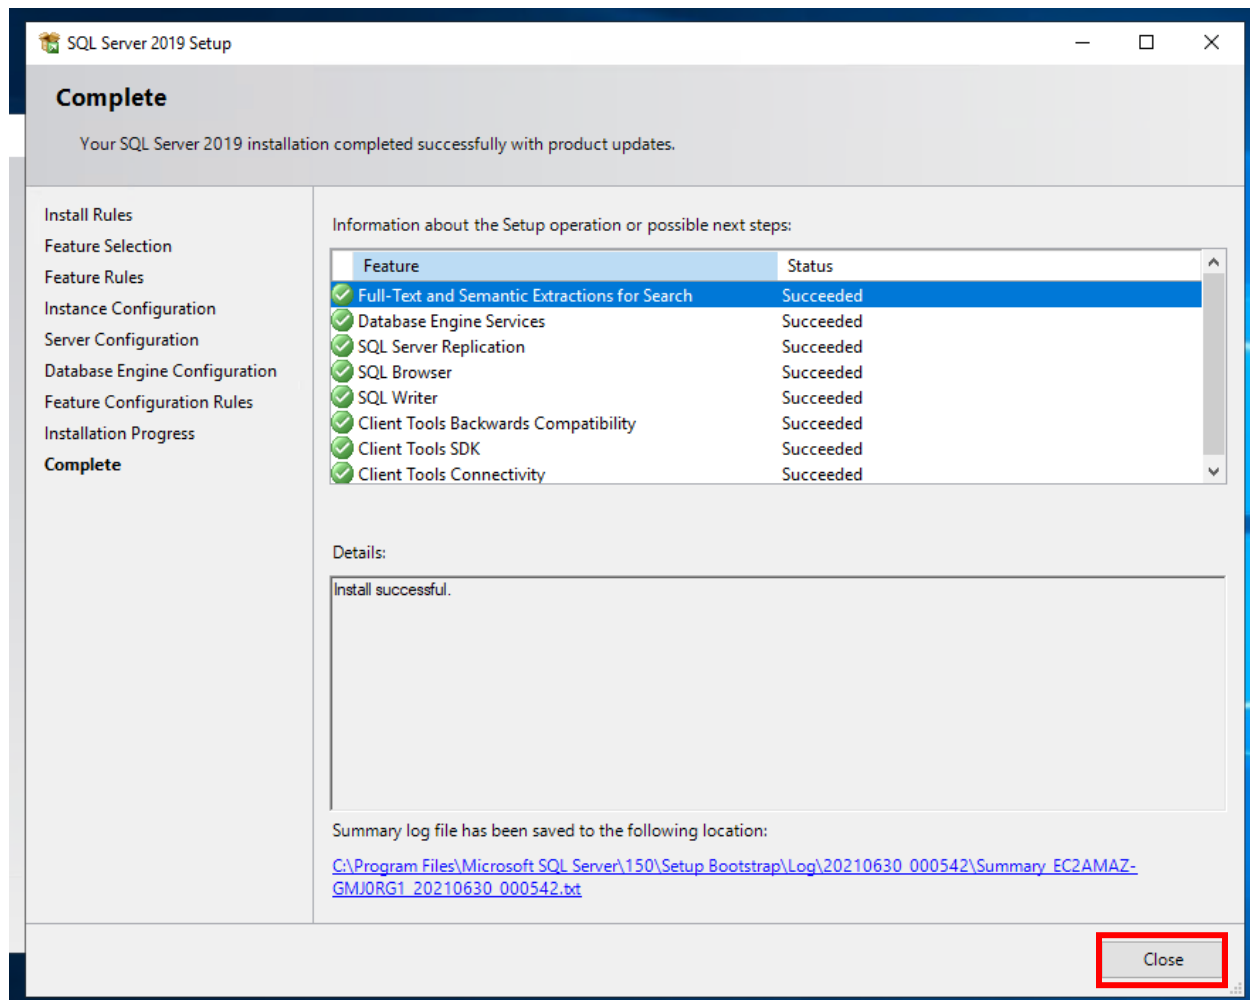 SQL Server 2019 Setup
Complete
Your SQL Server 2019 installation completed successfully with product updates.
Install Rules
Feature Selection
Feature Rules
Instance Configuration
Server Configuration
Database Engine Configuration
Feature Configuration Rules
Installation Progress
Complete
Information about the Setup operation or possible next steps:
Feature Status
Full-Text and Semantic Extractions for Search Succeeded
Database Engine Services Succeeded
SQL Server Replication Succeeded
SQL Browser Succeeded
SQL Writer Succeeded
Client Tools Backwards Compatibility Succeeded
Client Tools SDK Succeeded
Client Tools Connectivity Succeeded
Details:
Install successful.
Summary log file has been saved to the following location:
C:\Program Files\Microsoft SQL Server\150\Setup Bootstrap\Log\20210630_000542\Summary_EC2AMAZ-
GMJ0RG1_20210630_000542.txt
Close